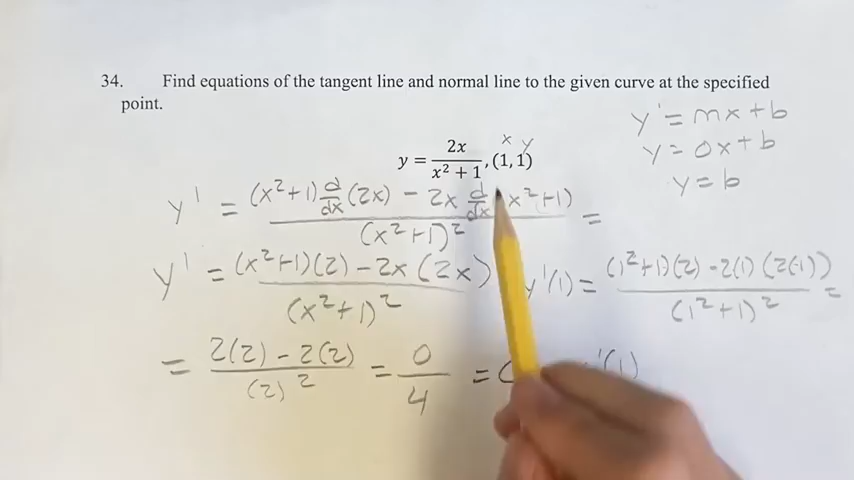 34. Find equations of the tangent line and normal line to the given curve at the specified
point.
y' = mx + b
y = 0x + b
y = b
x y
y = 2x / x² + 1, (1, 1)
y' = (x²+1) d/dx (2x) - 2x d/dx (x²+1) / (x²+1)² =
y' = (x²+1)(2) - 2x(2x) / (x²+1)²
y'(1) = (1²+1)(2) - 2(1)(2(1)) / (1²+1)² =
= 2(2) - 2(2) / (2)² = 0 / 4 = '(1)